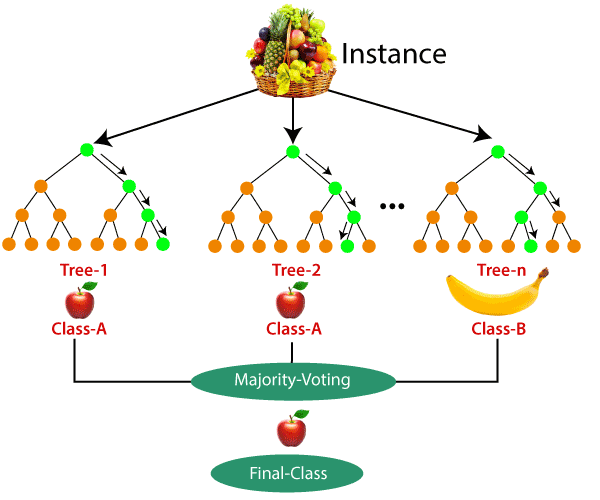 Instance
...
Tree-1
Tree-2
Tree-n
Class-A
Class-A
Class-B
Majority-Voting
Final-Class